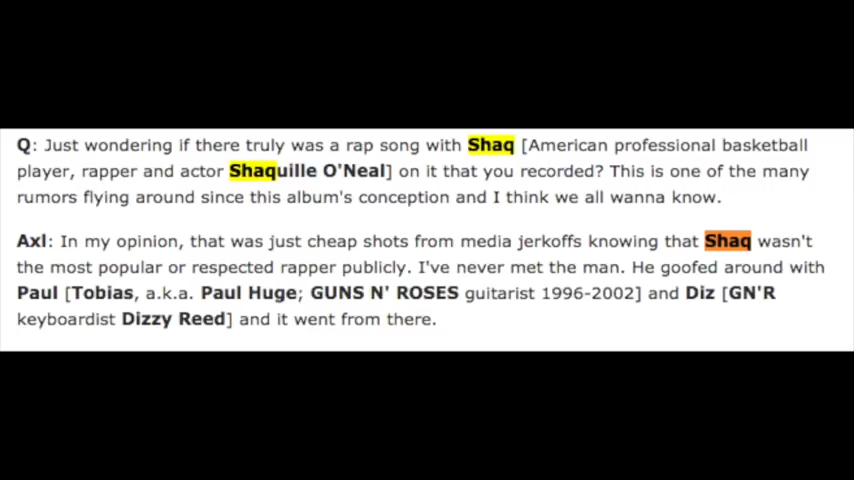 Q: Just wondering if there truly was a rap song with Shaq [American professional basketball
player, rapper and actor Shaquille O'Neal] on it that you recorded? This is one of the many
rumors flying around since this album's conception and I think we all wanna know.
Axl: In my opinion, that was just cheap shots from media jerkoffs knowing that Shaq wasn't
the most popular or respected rapper publicly. I've never met the man. He goofed around with
Paul [Tobias, a.k.a. Paul Huge; GUNS N' ROSES guitarist 1996-2002] and Diz [GN'R
keyboardist Dizzy Reed] and it went from there.